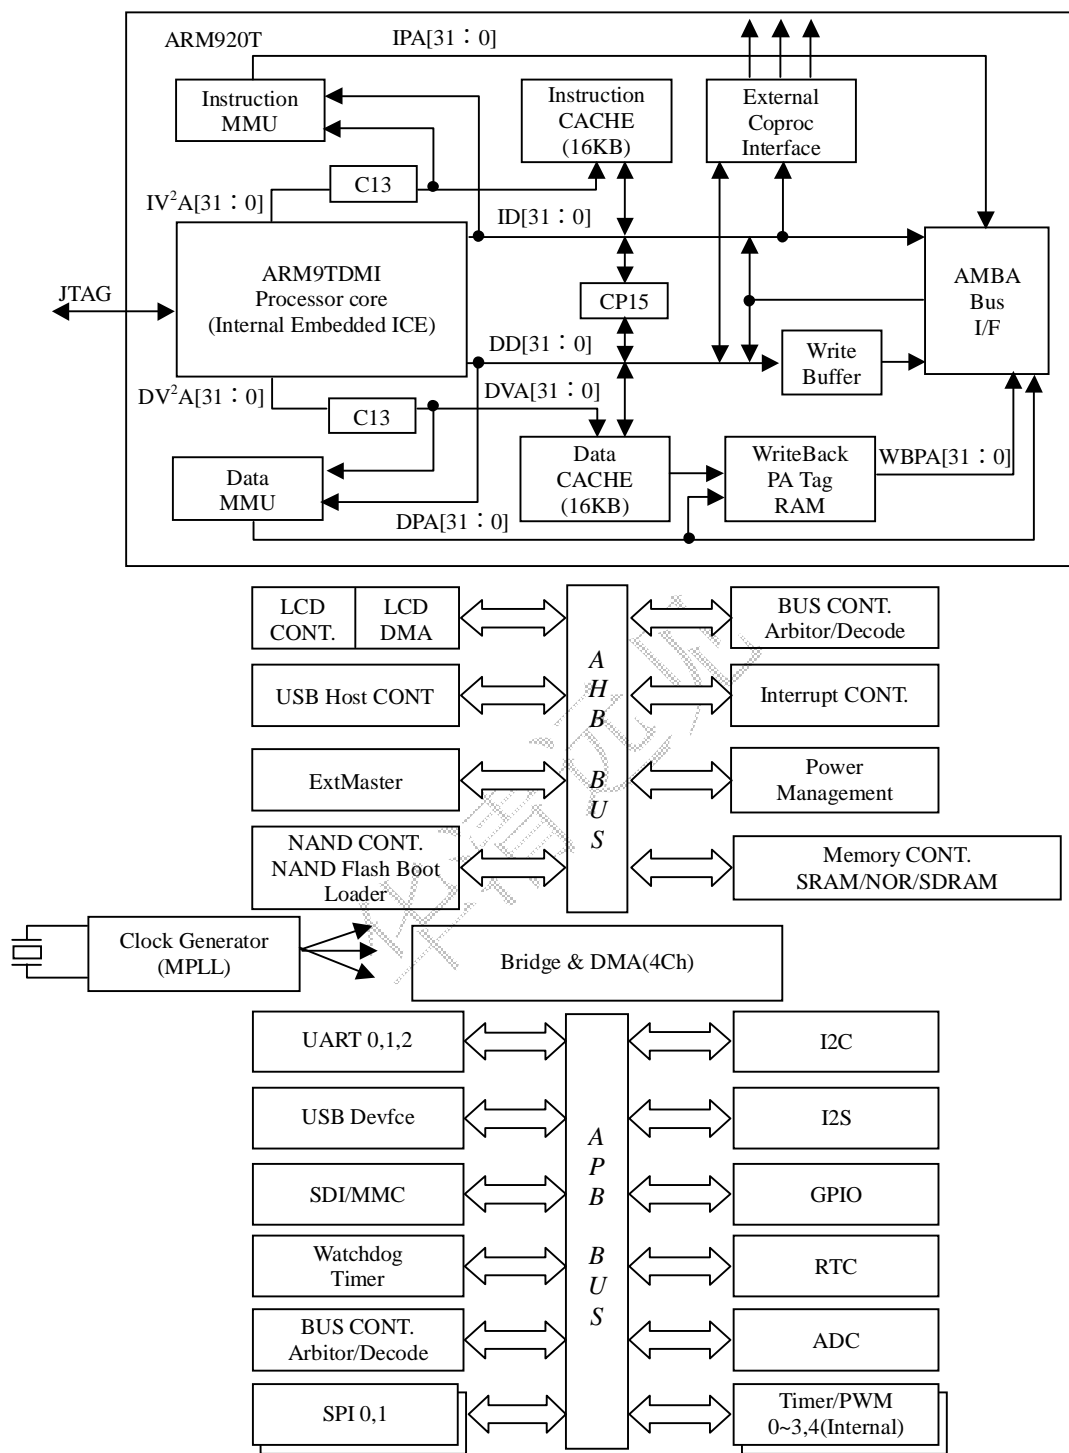 ARM920T
IPA[31：0]
Instruction
MMU
Instruction
CACHE
(16KB)
External
Coproc
Interface
C13
IV²A[31：0]
ID[31：0]
ARM9TDMI
Processor core
(Internal Embedded ICE)
JTAG
CP15
AMBA
Bus
I/F
DD[31：0]
Write
Buffer
DV²A[31：0]
DVA[31：0]
C13
Data
MMU
Data
CACHE
(16KB)
WriteBack
PA Tag
RAM
WBPA[31：0]
DPA[31：0]
LCD
CONT.
LCD
DMA
BUS CONT.
Arbitor/Decode
USB Host CONT
Interrupt CONT.
ExtMaster
Power
Management
NAND CONT.
NAND Flash Boot
Loader
Memory CONT.
SRAM/NOR/SDRAM
AHB BUS
Clock Generator
(MPLL)
Bridge & DMA(4Ch)
UART 0,1,2
I2C
USB Devfce
I2S
SDI/MMC
GPIO
Watchdog
Timer
RTC
BUS CONT.
Arbitor/Decode
ADC
SPI 0,1
Timer/PWM
0~3,4(Internal)
APB BUS